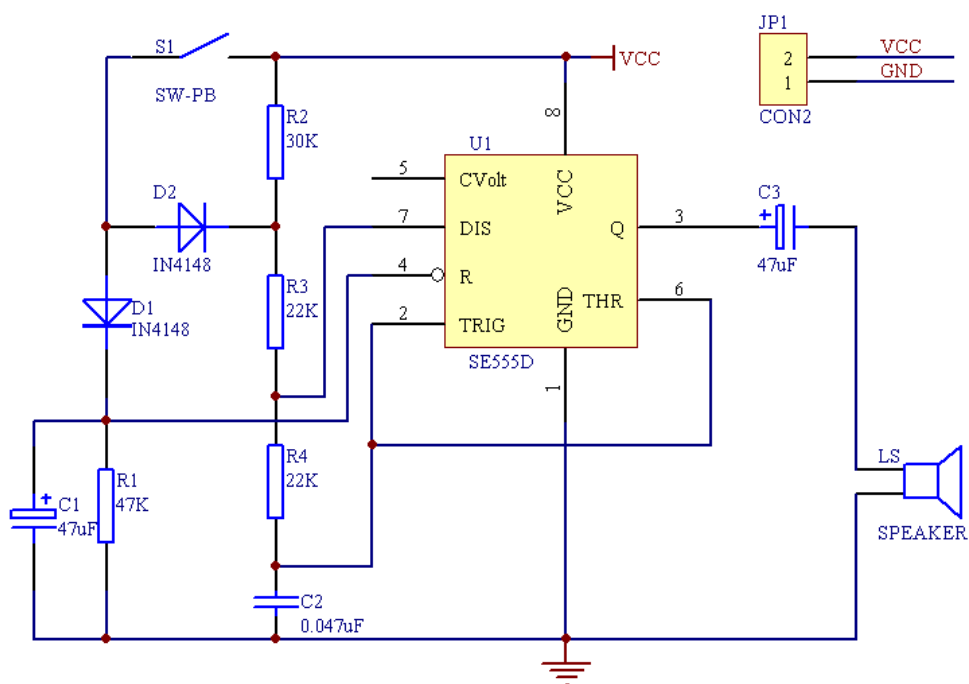 JP1
S1
VCC
2
VCC
1
GND
SW-PB
CON2
R2
30K
8
U1
5
CVolt
VCC
D2
7
DIS
Q
3
C3
IN4148
47uF
4
R
R3
22K
D1
IN4148
2
TRIG
GND
THR
6
SE555D
1
R4
22K
LS
R1
47K
C1
47uF
SPEAKER
C2
0.047uF